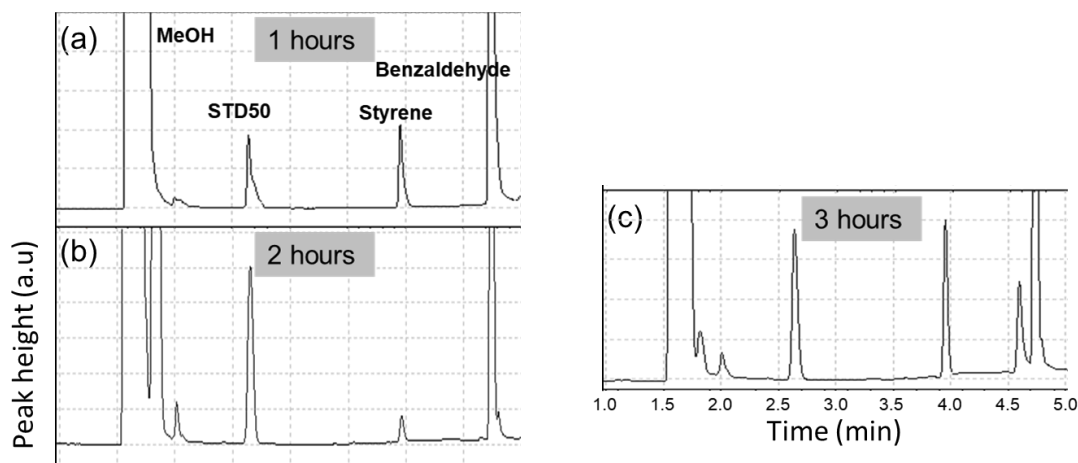 (a)
MeOH
1 hours
Benzaldehyde
STD50
Styrene
(b)
2 hours
Peak height (a.u)
(c)
3 hours
1.0 1.5 2.0 2.5 3.0 3.5 4.0 4.5 5.0
Time (min)